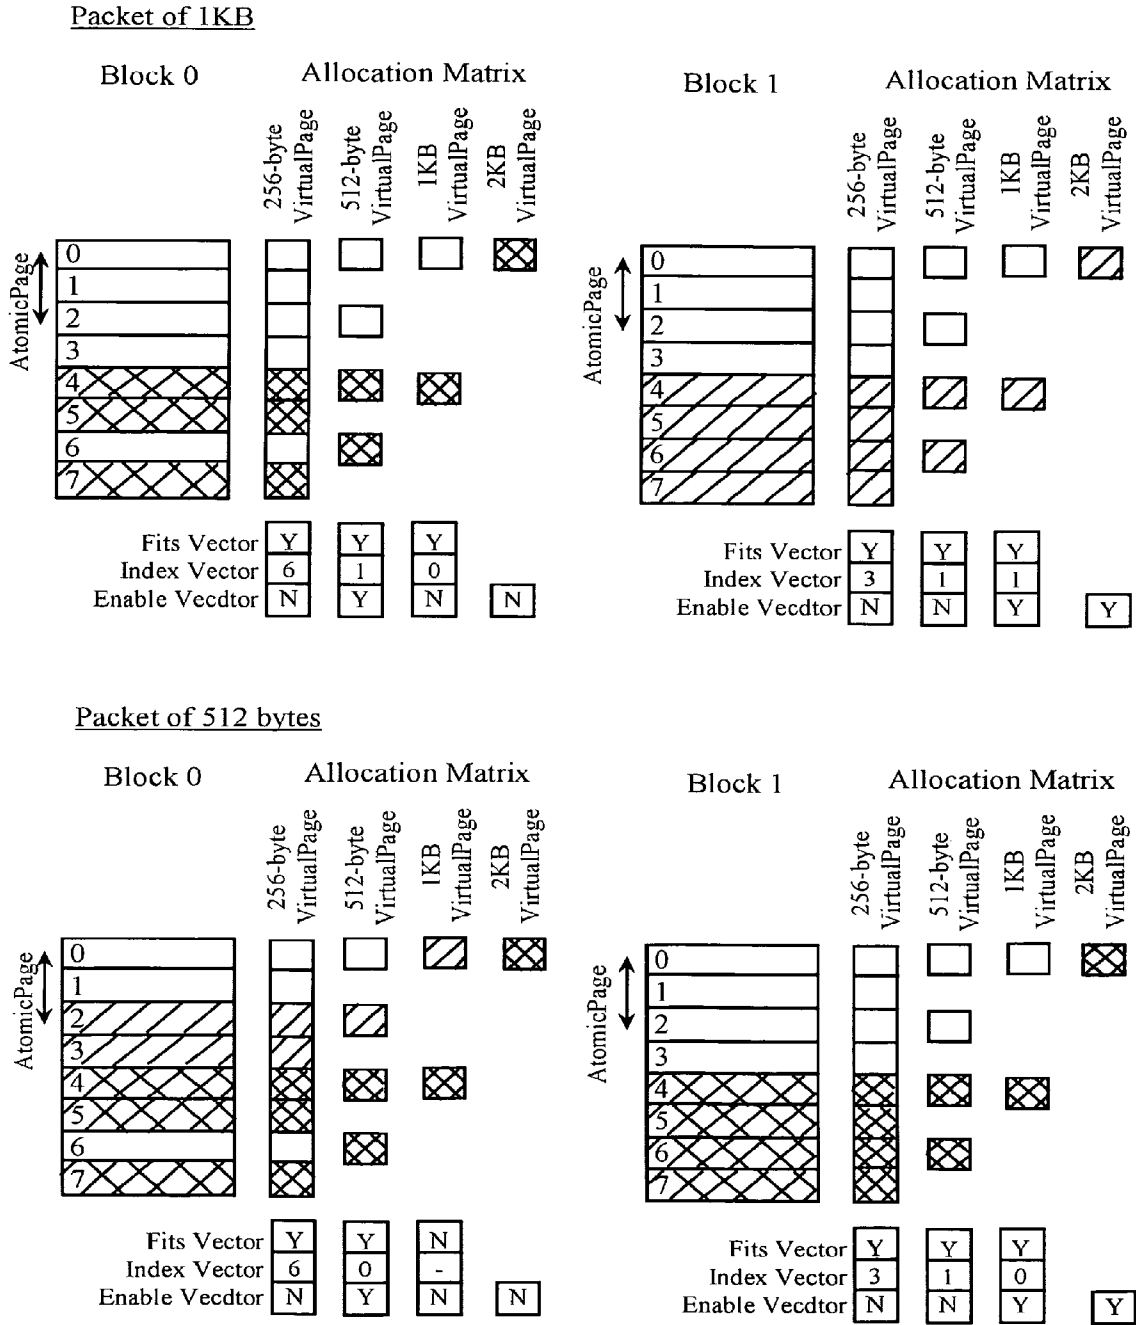 Packet of 1KB
Block 0
Allocation Matrix
256-byte
VirtualPage
512-byte
VirtualPage
1KB
VirtualPage
2KB
VirtualPage
AtomicPage
0
1
2
3
4
5
6
7
Fits Vector Y Y Y
Index Vector 6 1 0
Enable Vecdtor N Y N N
Block 1
Allocation Matrix
256-byte
VirtualPage
512-byte
VirtualPage
1KB
VirtualPage
2KB
VirtualPage
AtomicPage
0
1
2
3
4
5
6
7
Fits Vector Y Y Y
Index Vector 3 1 1
Enable Vecdtor N N Y Y
Packet of 512 bytes
Block 0
Allocation Matrix
256-byte
VirtualPage
512-byte
VirtualPage
1KB
VirtualPage
2KB
VirtualPage
AtomicPage
0
1
2
3
4
5
6
7
Fits Vector Y Y N
Index Vector 6 0 -
Enable Vecdtor N Y N N
Block 1
Allocation Matrix
256-byte
VirtualPage
512-byte
VirtualPage
1KB
VirtualPage
2KB
VirtualPage
AtomicPage
0
1
2
3
4
5
6
7
Fits Vector Y Y Y
Index Vector 3 1 0
Enable Vecdtor N N Y Y